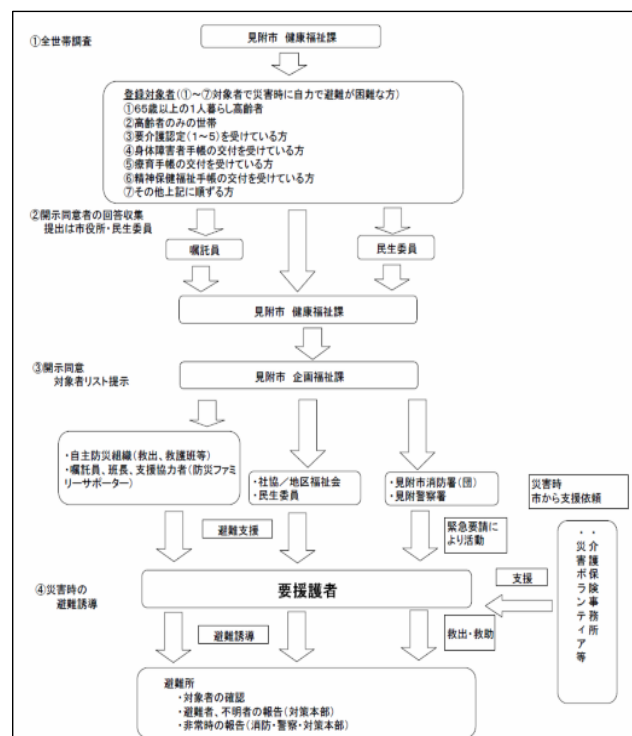 ①全世帯調査
見附市 健康福祉課
登録対象者(①～⑦対象者で災害時に自力で避難が困難な方)
①65歳以上の1人暮らし高齢者
②高齢者のみの世帯
③要介護認定(1～5)を受けている方
④身体障害者手帳の交付を受けている方
⑤療育手帳の交付を受けている方
⑥精神保健福祉手帳の交付を受けている方
⑦その他上記に順ずる方
②開示同意者の回答収集
提出は市役所・民生委員
嘱託員
民生委員
見附市 健康福祉課
③開示同意
対象者リスト提示
見附市 企画福祉課
・自主防災組織(救出、救護班等)
・嘱託員、班長、支援協力者(防災ファミ
リーサポーター)
・社協／地区福祉会
・民生委員
・見附市消防署(団)
・見附警察署
災害時
市から支援依頼
避難支援
緊急要請に
より活動
・介護保険事務所
・災害ボランティア等
④災害時の
避難誘導
要援護者
支援
避難誘導
救出・救助
避難所
・対象者の確認
・避難者、不明者の報告(対策本部)
・非常時の報告(消防・警察・対策本部)